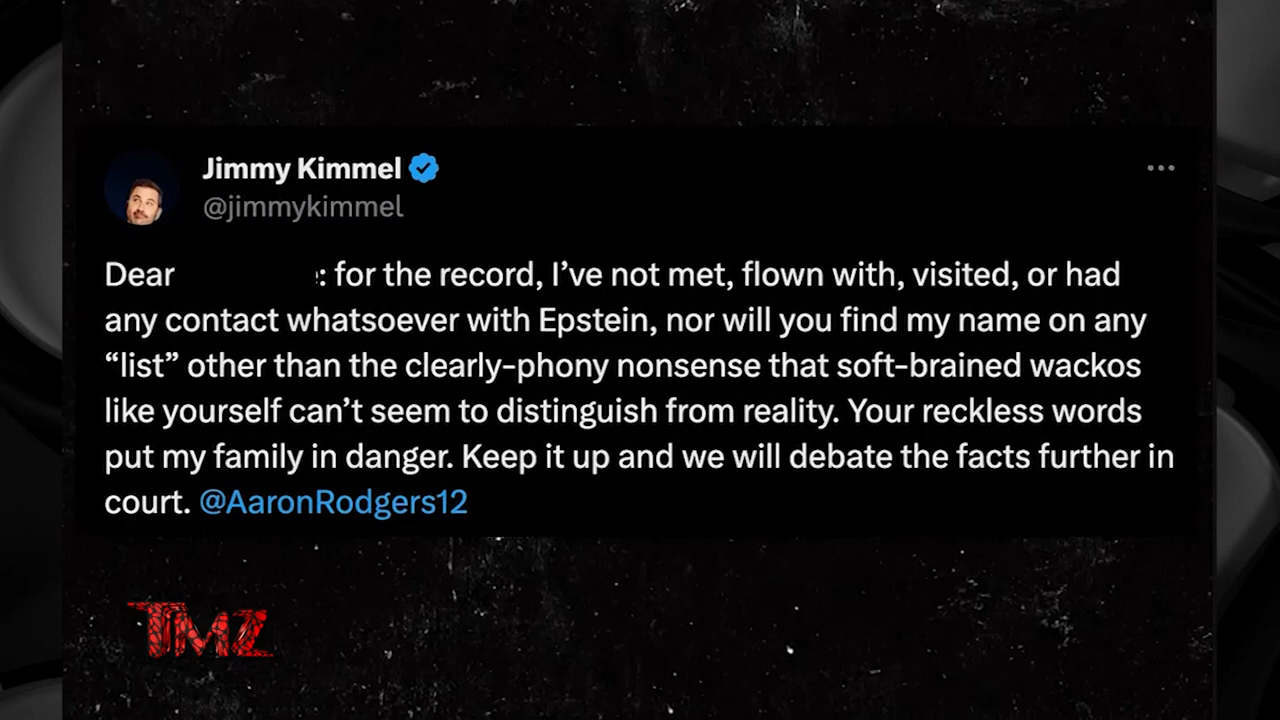 Jimmy Kimmel
@jimmykimmel
Dear : for the record, I’ve not met, flown with, visited, or had
any contact whatsoever with Epstein, nor will you find my name on any
“list” other than the clearly-phony nonsense that soft-brained wackos
like yourself can’t seem to distinguish from reality. Your reckless words
put my family in danger. Keep it up and we will debate the facts further in
court. @AaronRodgers12
TMZ